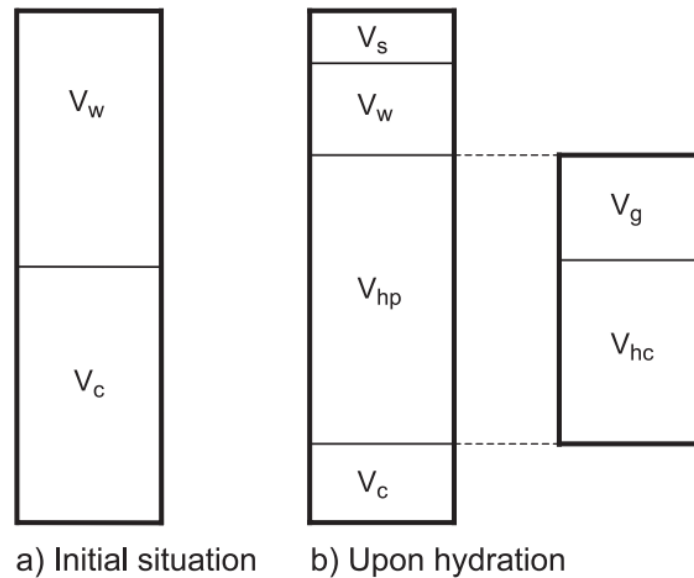 V_w
V_c
a) Initial situation
V_s
V_w
V_hp
V_c
b) Upon hydration
V_g
V_hc